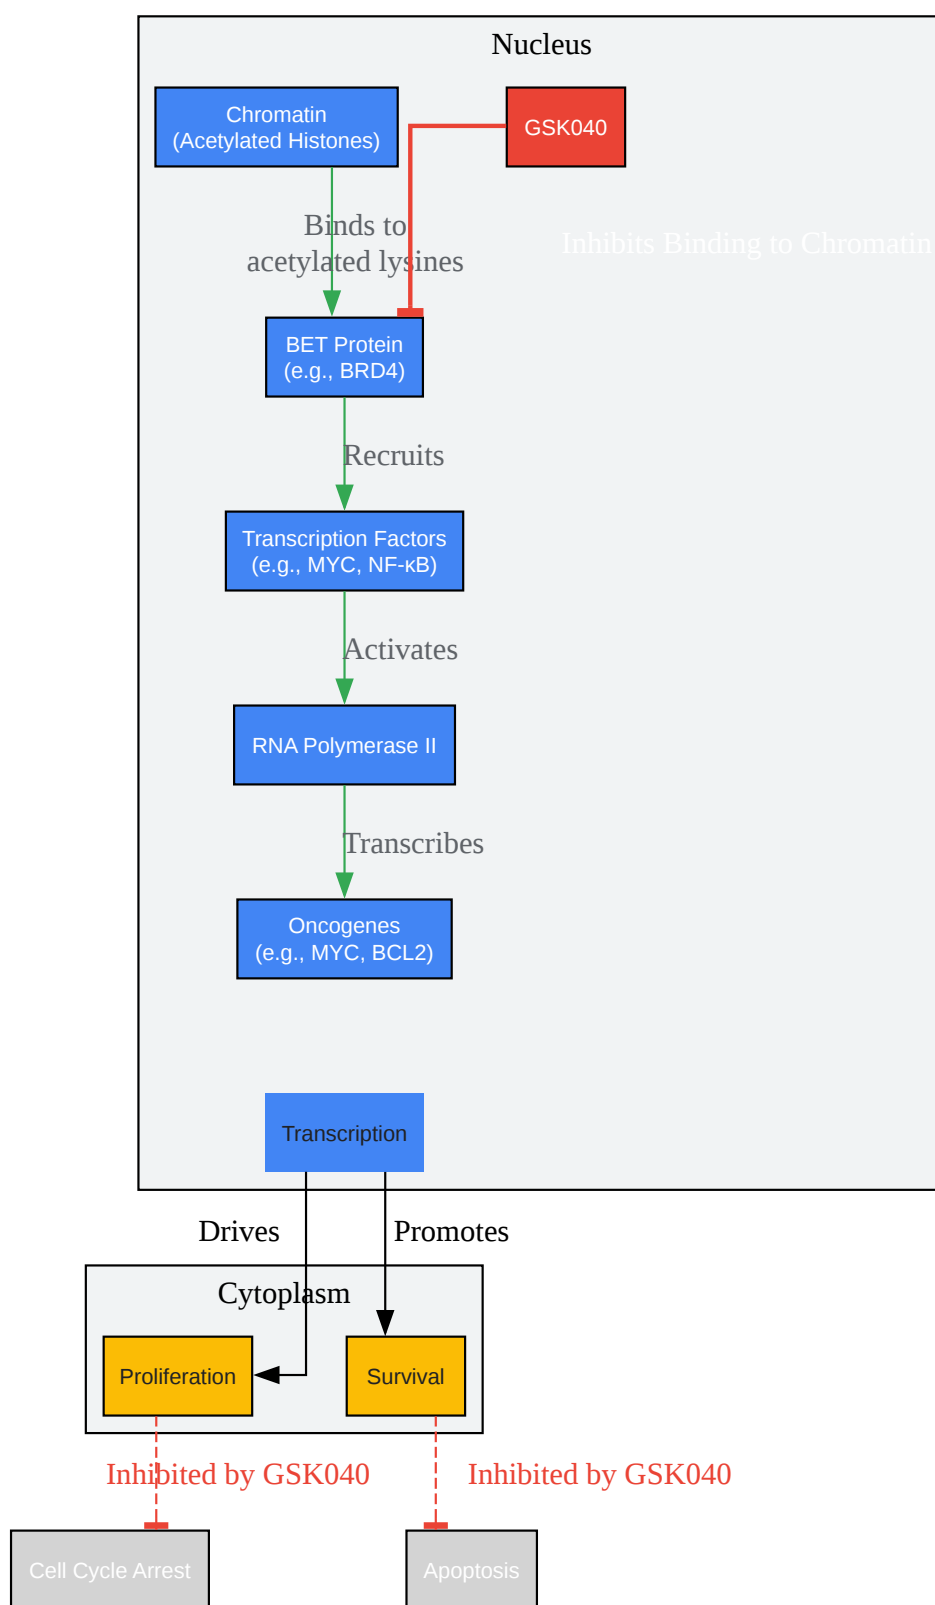 Nucleus
Chromatin
(Acetylated Histones)
GSK040
Binds to
acetylated lysines
Inhibits Binding to Chromatin
BET Protein
(e.g., BRD4)
Recruits
Transcription Factors
(e.g., MYC, NF-κB)
Activates
RNA Polymerase II
Transcribes
Oncogenes
(e.g., MYC, BCL2)
Transcription
Drives
Promotes
Cytoplasm
Proliferation
Survival
Inhibited by GSK040
Inhibited by GSK040
Cell Cycle Arrest
Apoptosis